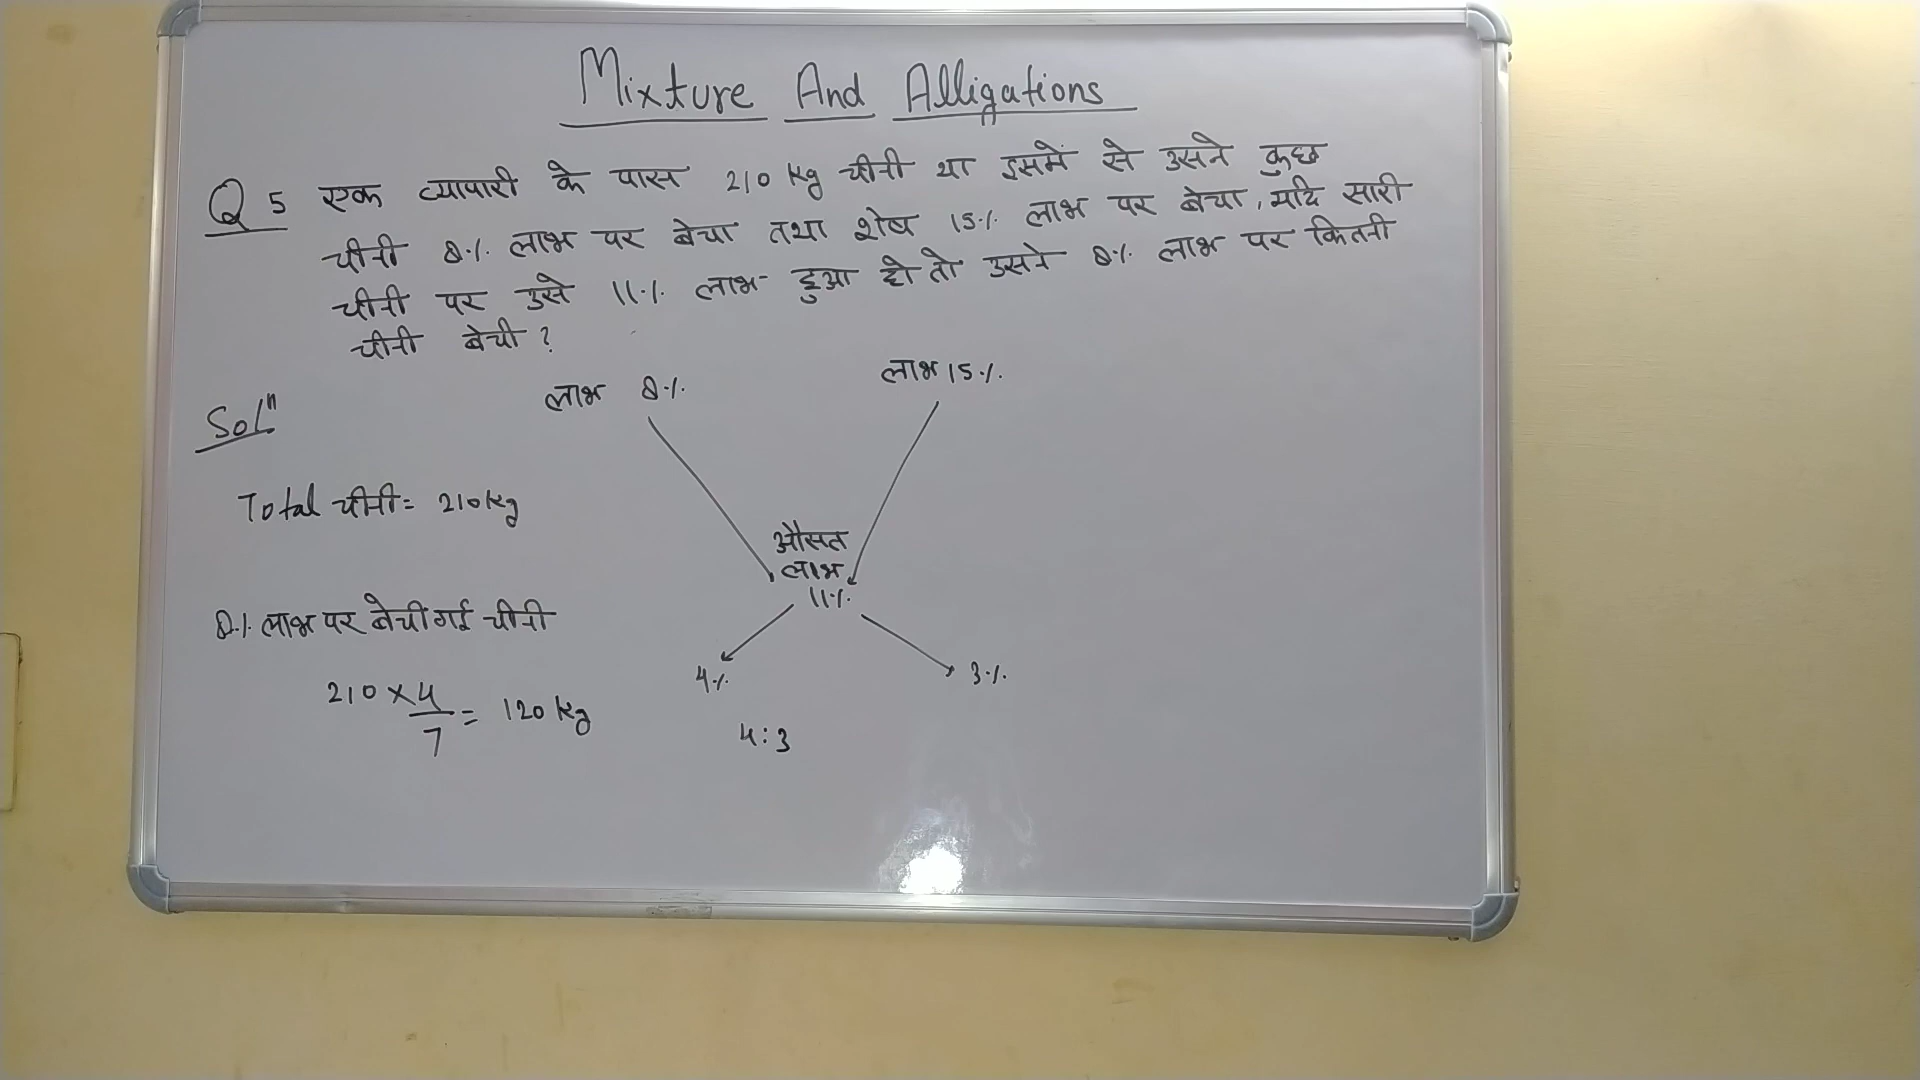 Mixture And Alligations
Q 5 एक व्यापारी के पास 210 kg चीनी था इसमें से उसने कुछ
चीनी 8% लाभ पर बेचा तथा शेष 15% लाभ पर बेचा, यदि सारी
चीनी पर उसे 11% लाभ हुआ हो तो उसने 8% लाभ पर कितनी
चीनी बेची?
Solⁿ
लाभ 8%
लाभ 15%
Total चीनी = 210 kg
औसत
लाभ
11%
8% लाभ पर बेची गई चीनी
4%
3%
210 × 4/7 = 120 kg
4:3